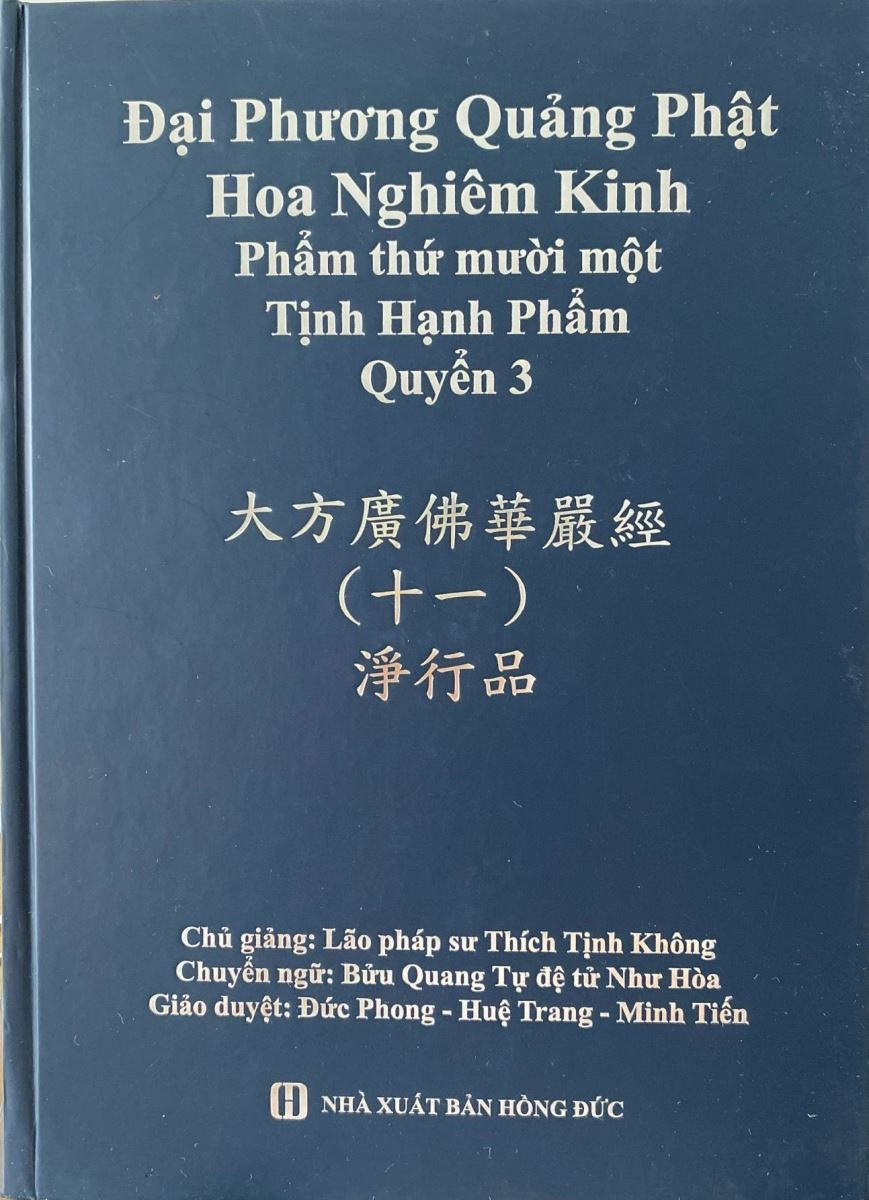 Đại Phương Quảng Phật
Hoa Nghiêm Kinh
Phẩm thứ mười một
Tịnh Hạnh Phẩm
Quyển 3
大方廣佛華嚴經
(十一)
淨行品
Chủ giảng: Lão pháp sư Thích Tịnh Không
Chuyển ngữ: Bửu Quang Tự đệ tử Như Hòa
Giảo duyệt: Đức Phong - Huệ Trang - Minh Tiến
NHÀ XUẤT BẢN HỒNG ĐỨC